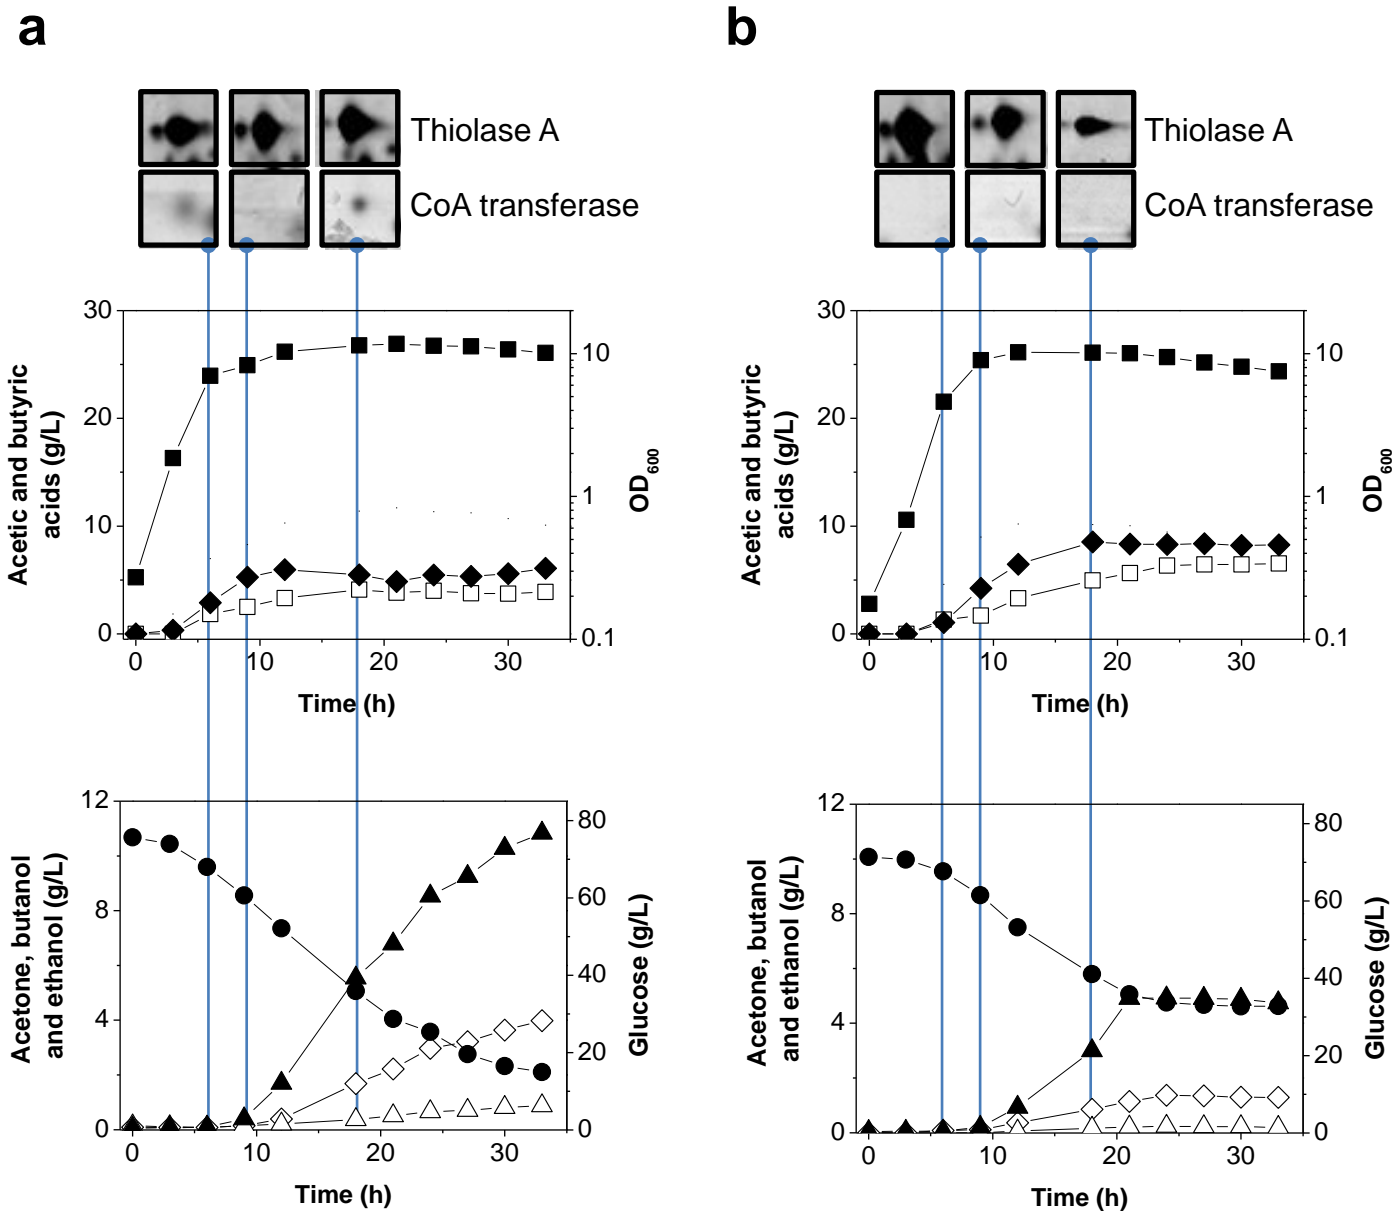 a
b
Thiolase A
CoA transferase
Thiolase A
CoA transferase
30
20
10
0
Acetic and butyric
acids (g/L)
10
1
0.1
OD600
0
10
20
30
Time (h)
30
20
10
0
Acetic and butyric
acids (g/L)
10
1
0.1
OD600
0
10
20
30
Time (h)
12
8
4
0
Acetone, butanol
and ethanol (g/L)
80
60
40
20
0
Glucose (g/L)
0
10
20
30
Time (h)
12
8
4
0
Acetone, butanol
and ethanol (g/L)
80
60
40
20
0
Glucose (g/L)
0
10
20
30
Time (h)